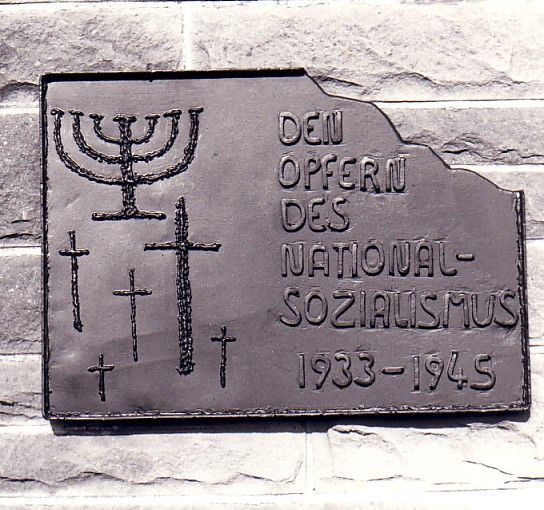 DEN
OPFERN
DES
NATIONAL-
SOZIALISMUS
1933-1945